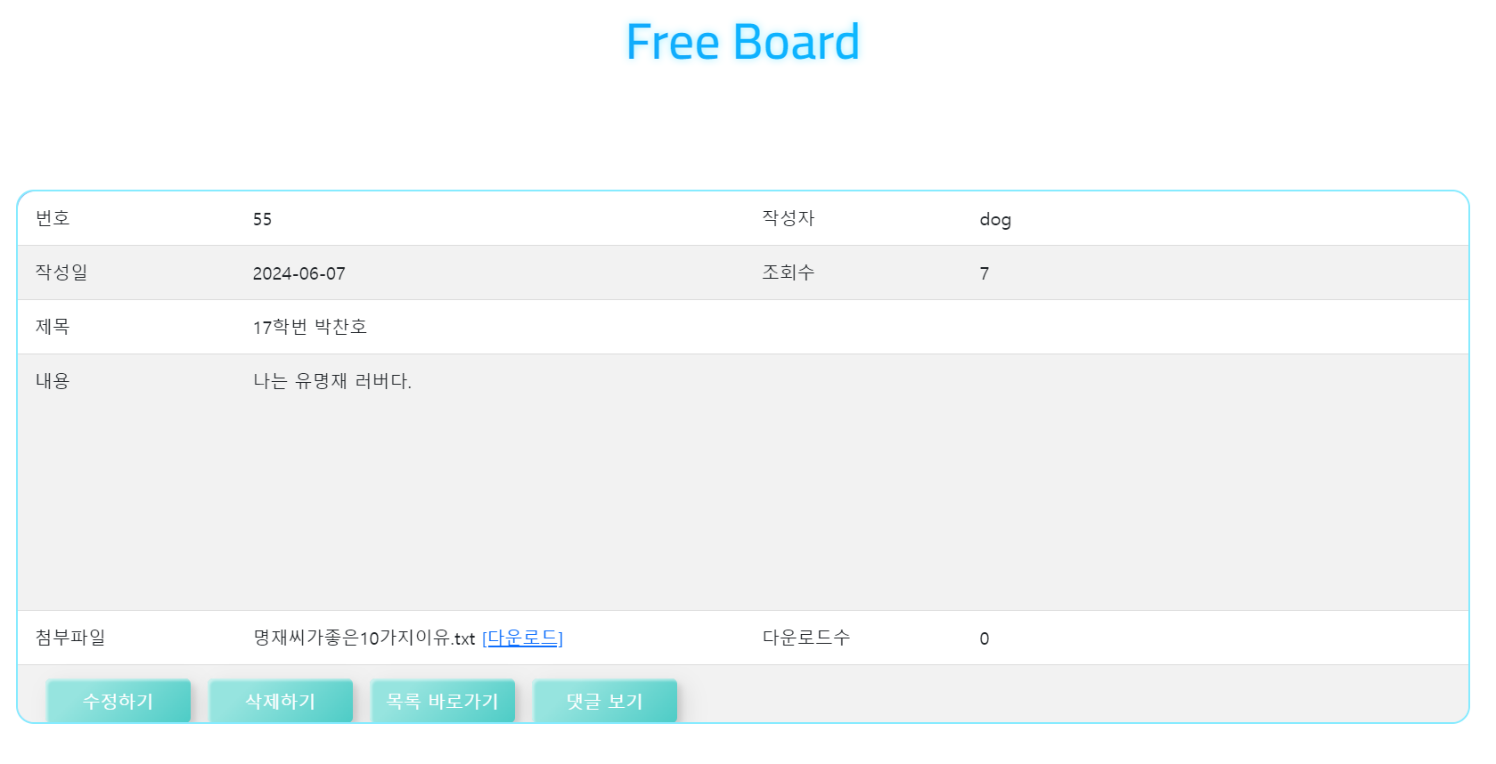 Free Board
번호 55 작성자 dog
작성일 2024-06-07 조회수 7
제목 17학번 박찬호
내용 나는 유명재 러버다.
첨부파일 명재씨가좋은10가지이유.txt [다운로드] 다운로드수 0
수정하기 삭제하기 목록 바로가기 댓글 보기